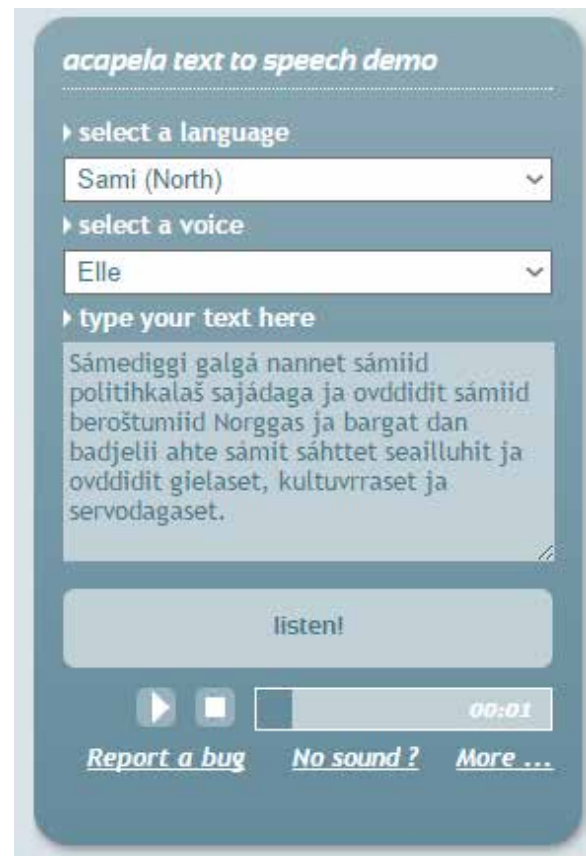 acapela text to speech demo
select a language
Sami (North)
select a voice
Elle
type your text here
Sámediggi galgá nannet sámiid
politihkalaš sajádaga ja ovddidit sámiid
beroštumiid Norggas ja bargat dan
badjelii ahte sámit sáhttet seailluhit ja
ovddidit gielaset, kultuvrraset ja
servodagaset.
listen!
00:01
Report a bug No sound ? More ...